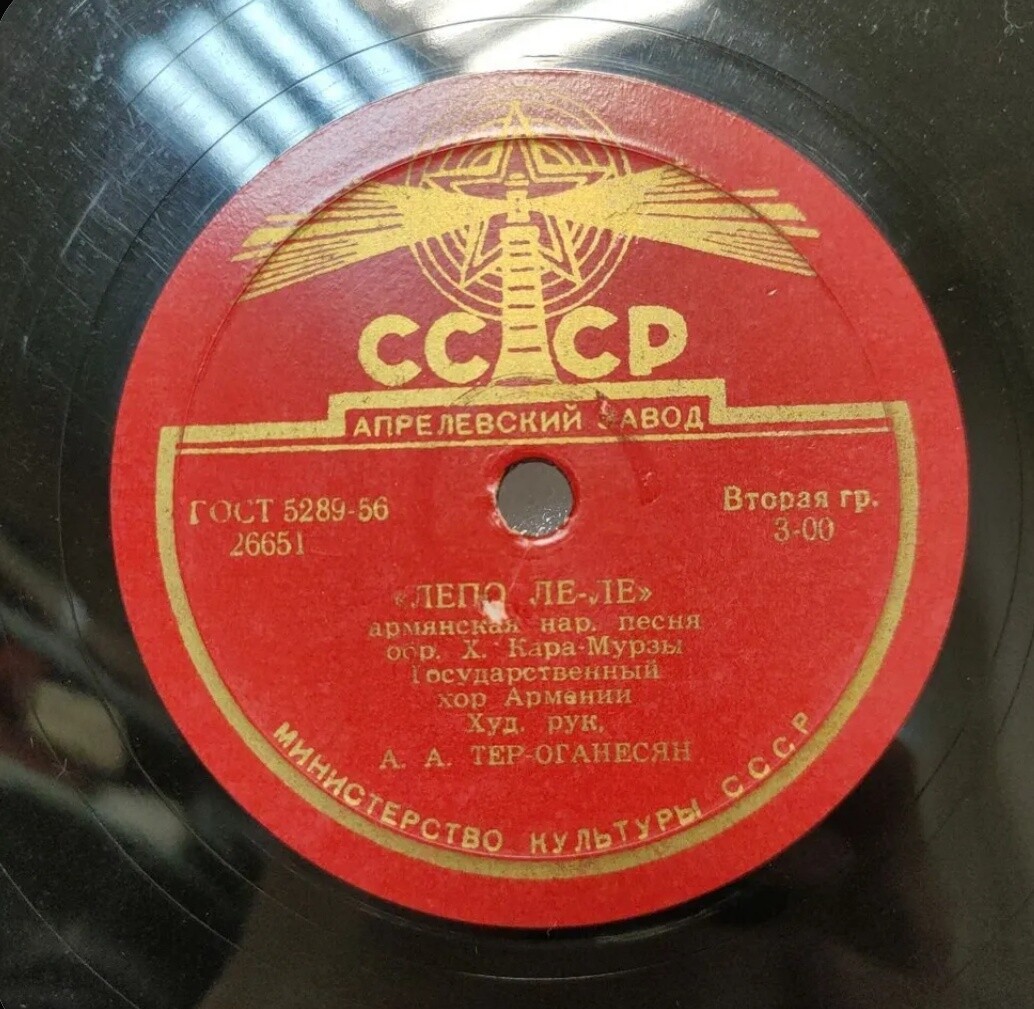 СССР
АПРЕЛЕВСКИЙ ЗАВОД
ГОСТ 5289-56
26651
Вторая гр.
3-00
«ЛЕПО ЛЕ-ЛЕ»
армянская нар. песня
обр. Х. Кара-Мурзы
Государственный
хор Армении
Худ. рук.
А. А. ТЕР-ОГАНЕСЯН
МИНИСТЕРСТВО КУЛЬТУРЫ СССР